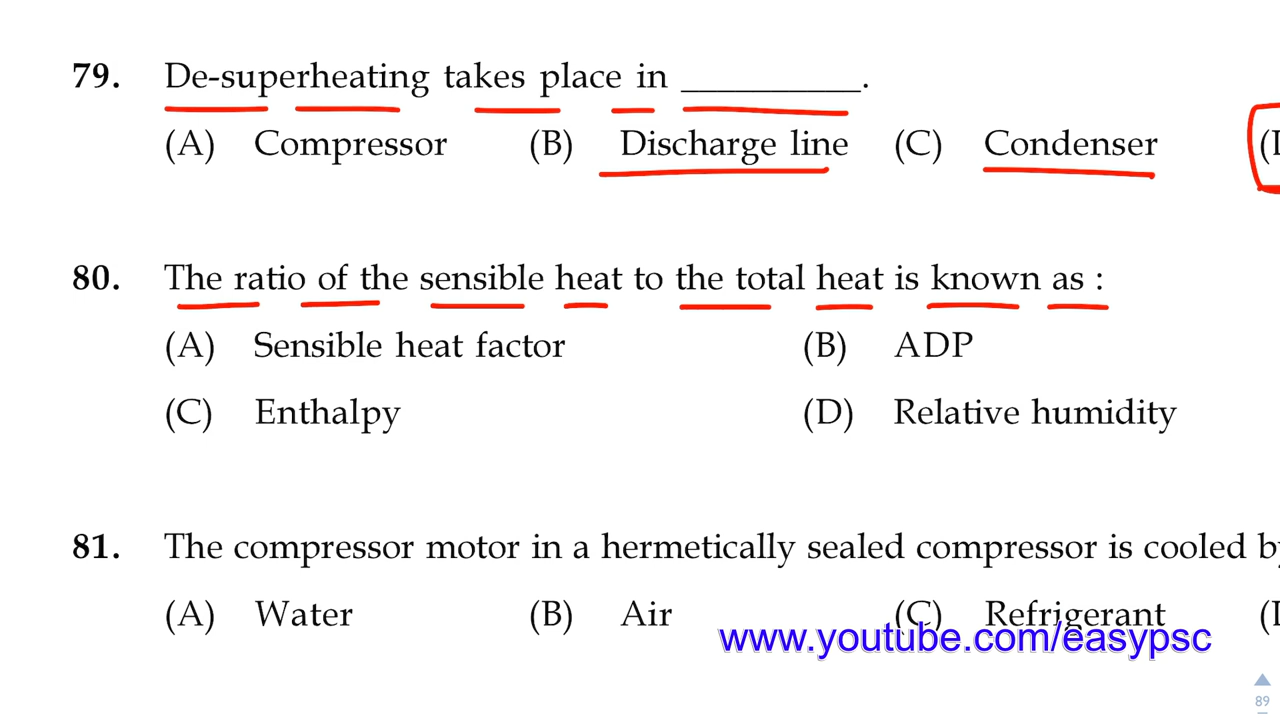 79. De-superheating takes place in __________.
(A) Compressor (B) Discharge line (C) Condenser
80. The ratio of the sensible heat to the total heat is known as :
(A) Sensible heat factor (B) ADP
(C) Enthalpy (D) Relative humidity
81. The compressor motor in a hermetically sealed compressor is cooled
(A) Water (B) Air (C) Refrigerant
www.youtube.com/easypsc
89